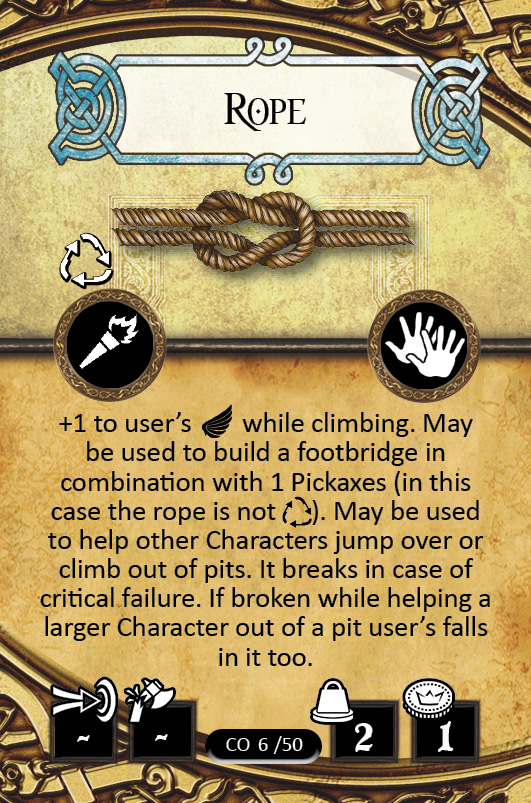 Rope
+1 to user's while climbing. May
be used to build a footbridge in
combination with 1 Pickaxes (in this
case the rope is not ). May be used
to help other Characters jump over or
climb out of pits. It breaks in case of
critical failure. If broken while helping a
larger Character out of a pit user's falls
in it too.
~ ~ CO 6 /50 2 1